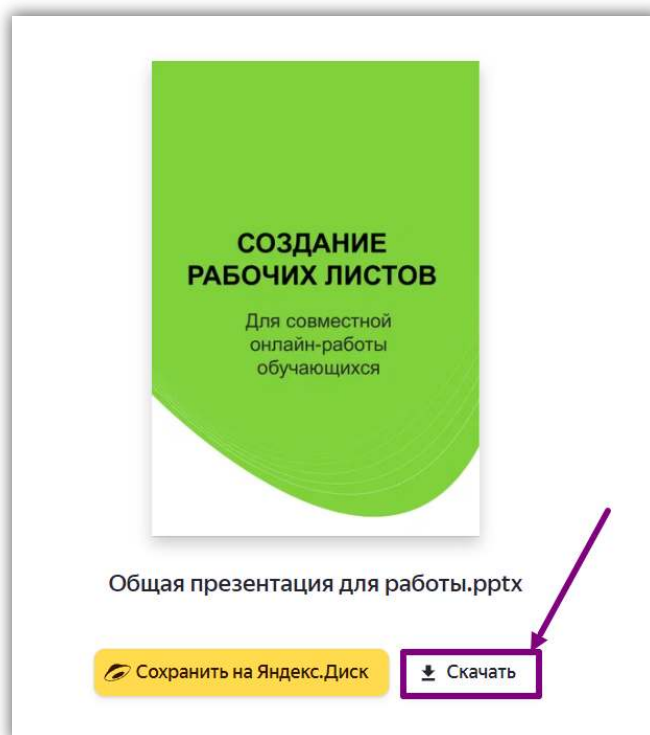 СОЗДАНИЕ
РАБОЧИХ ЛИСТОВ
Для совместной
онлайн-работы
обучающихся
Общая презентация для работы.pptx
Сохранить на Яндекс.Диск
Скачать